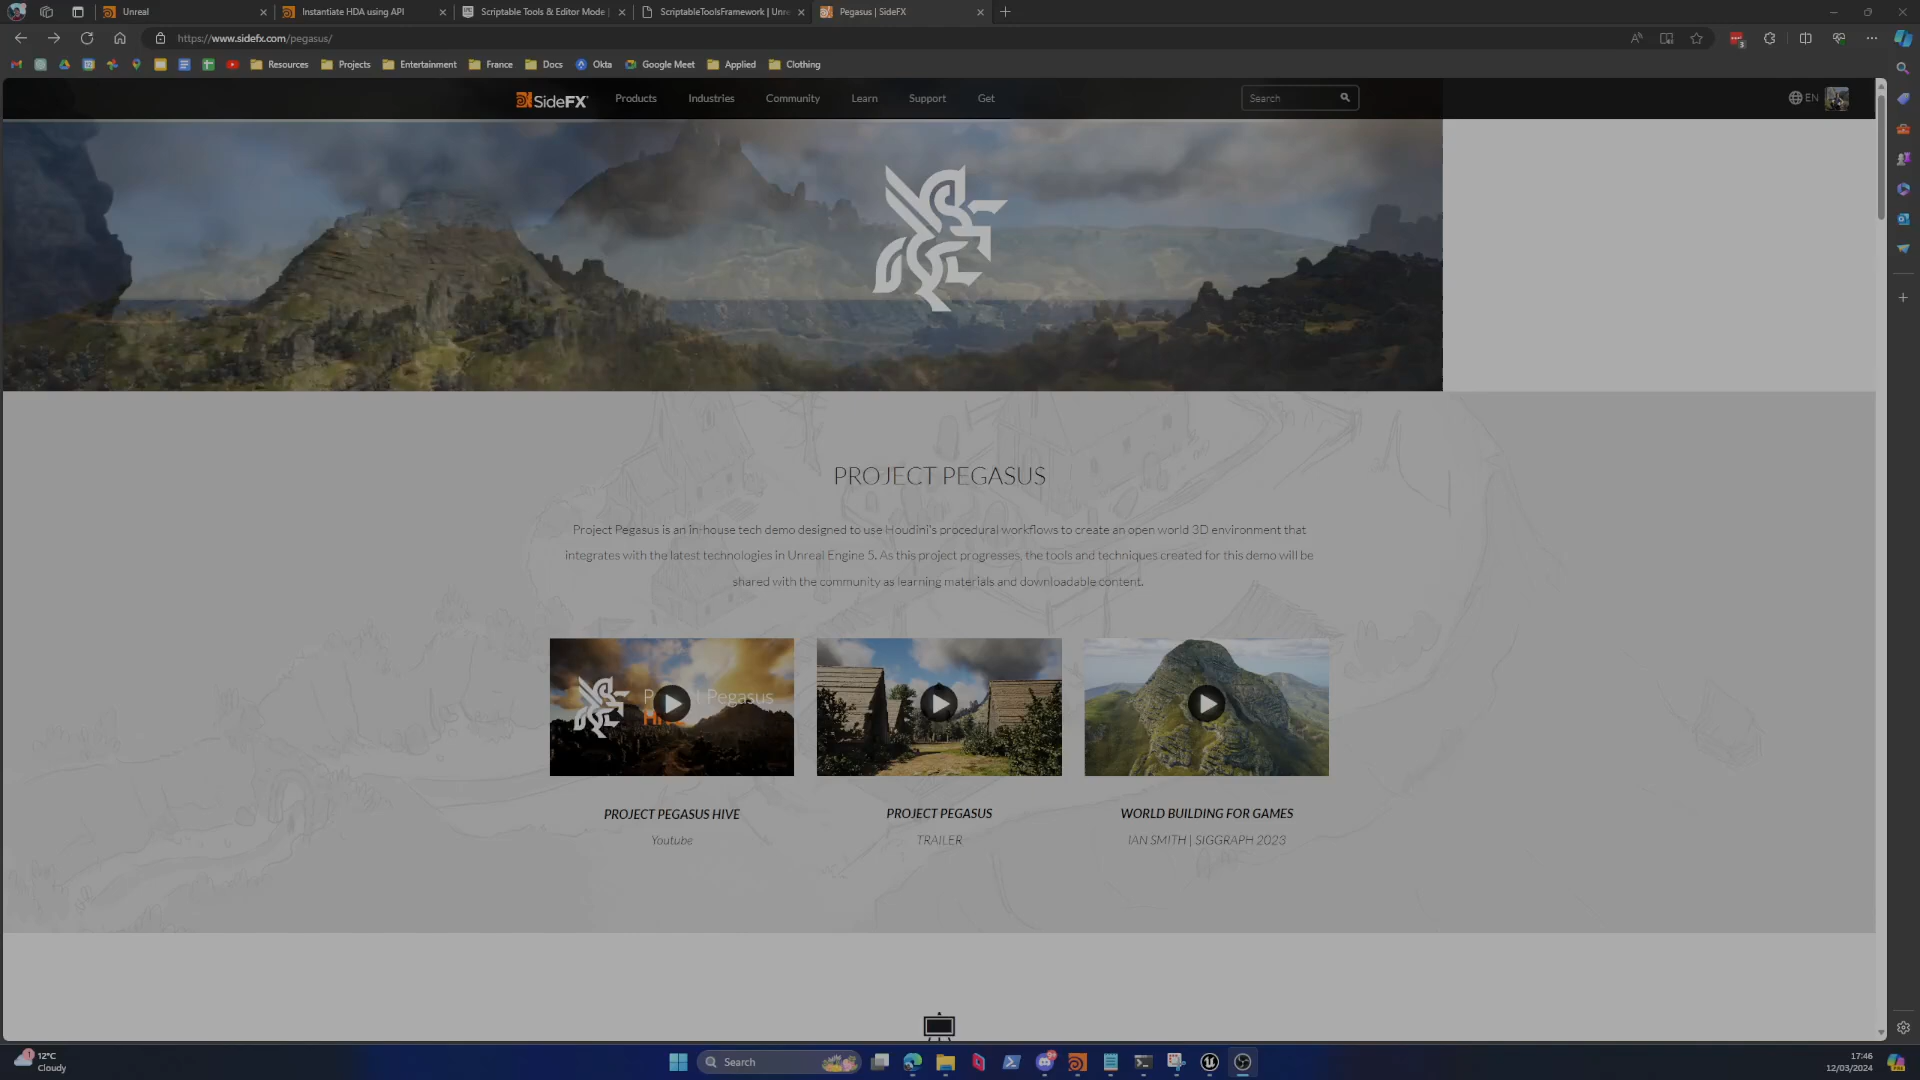 Unreal
Instantiate HDA using API
Scriptable Tools & Editor Mode |
ScriptableToolsFramework | Unre
Pegasus | SideFX
https://www.sidefx.com/pegasus/
Resources
Projects
Entertainment
France
Docs
Okta
Google Meet
Applied
Clothing
SideFX
Products
Industries
Community
Learn
Support
Get
Search
EN
PROJECT PEGASUS
Project Pegasus is an in-house tech demo designed to use Houdini's procedural workflows to create an open world 3D environment that
integrates with the latest technologies in Unreal Engine 5. As this project progresses, the tools and techniques created for this demo will be
shared with the community as learning materials and downloadable content.
Pegasus
PROJECT PEGASUS HIVE
Youtube
PROJECT PEGASUS
TRAILER
WORLD BUILDING FOR GAMES
IAN SMITH | SIGGRAPH 2023
12°C
Cloudy
Search
17:46
12/03/2024